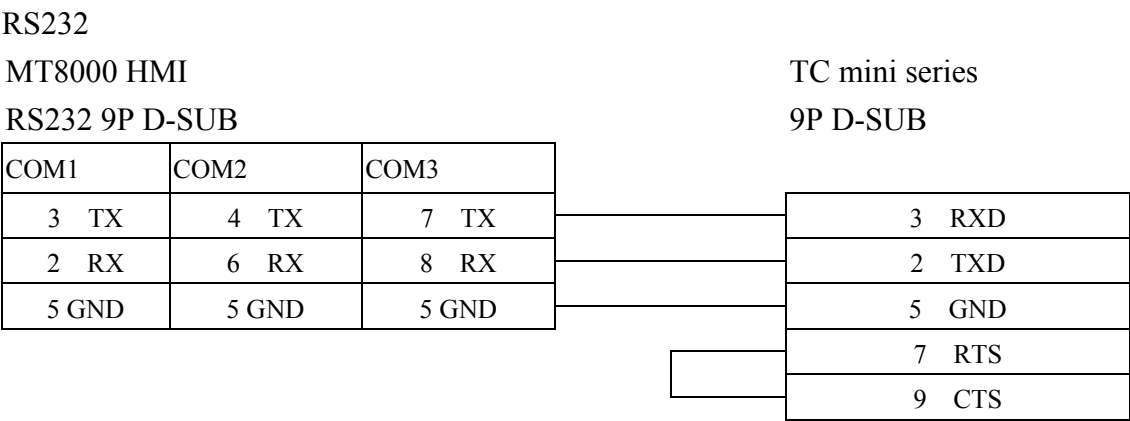 RS232
MT8000 HMI TC mini series
RS232 9P D-SUB 9P D-SUB
COM1 COM2 COM3
3 TX 4 TX 7 TX 3 RXD
2 RX 6 RX 8 RX 2 TXD
5 GND 5 GND 5 GND 5 GND
7 RTS
9 CTS